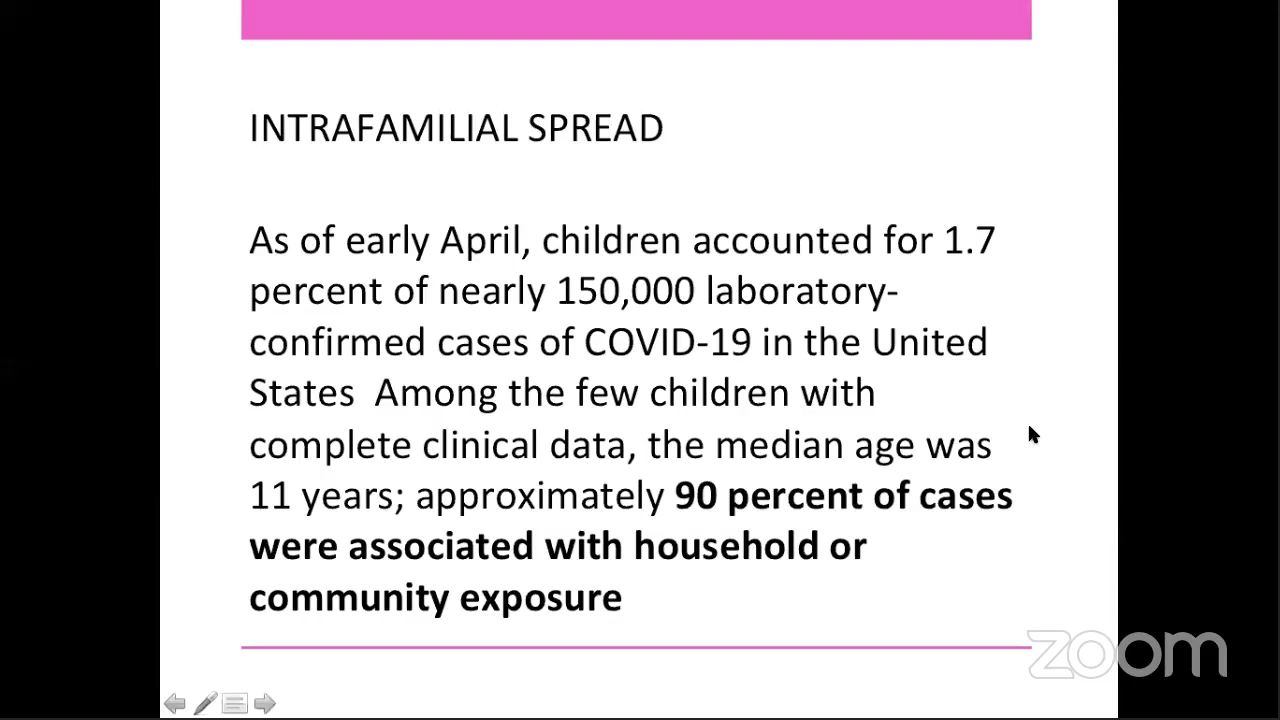 INTRAFAMILIAL SPREAD
As of early April, children accounted for 1.7
percent of nearly 150,000 laboratory-
confirmed cases of COVID-19 in the United
States  Among the few children with
complete clinical data, the median age was
11 years; approximately 90 percent of cases
were associated with household or
community exposure
zoom